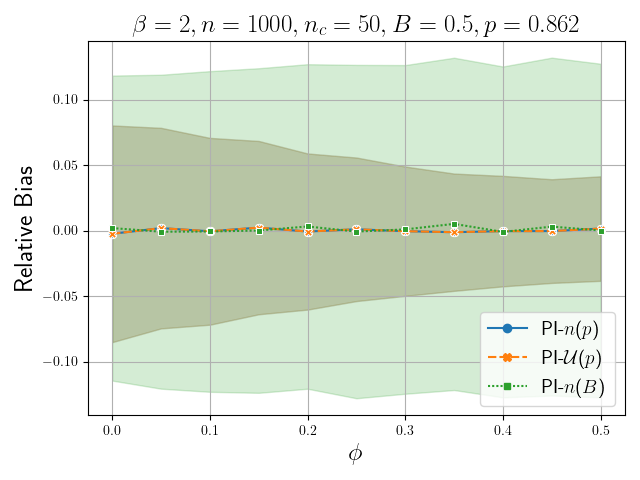 β = 2, n = 1000, n_c = 50, B = 0.5, p = 0.862
Relative Bias
0.10
0.05
0.00
−0.05
−0.10
PI-n(p)
PI-𝒰(p)
PI-n(B)
0.0 0.1 0.2 0.3 0.4 0.5
ϕ